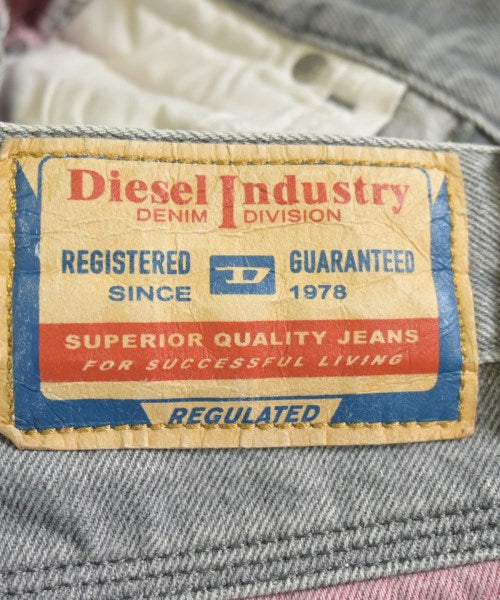 Diesel Industry
DENIM DIVISION
REGISTERED D GUARANTEED
SINCE 1978
SUPERIOR QUALITY JEANS
FOR SUCCESSFUL LIVING
REGULATED